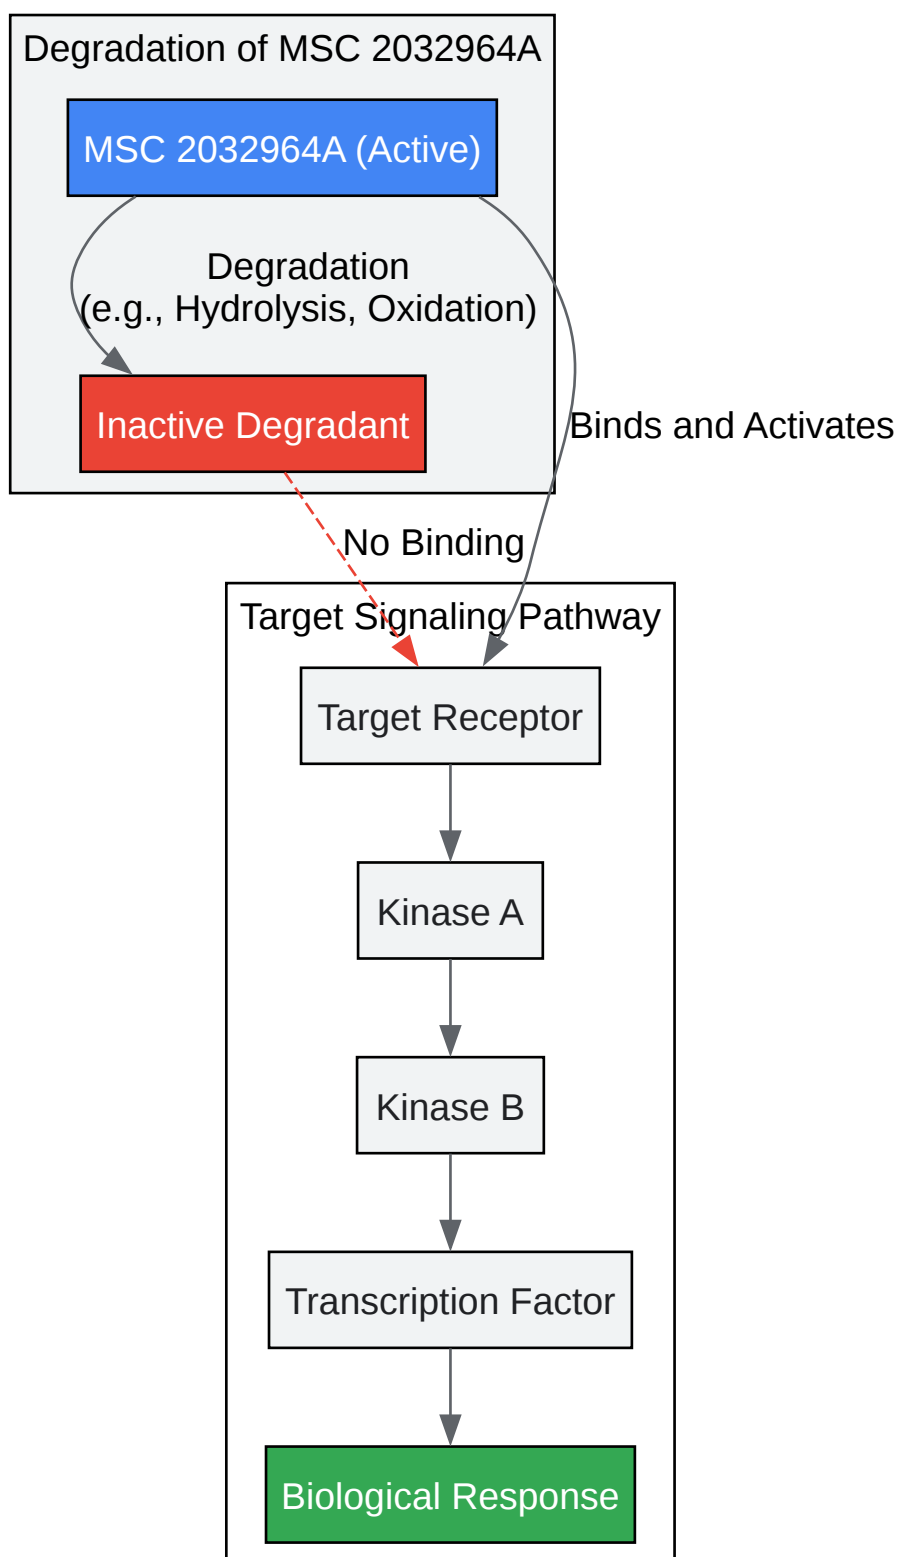 Degradation of MSC 2032964A
MSC 2032964A (Active)
Degradation
(e.g., Hydrolysis, Oxidation)
Inactive Degradant
Binds and Activates
No Binding
Target Signaling Pathway
Target Receptor
Kinase A
Kinase B
Transcription Factor
Biological Response